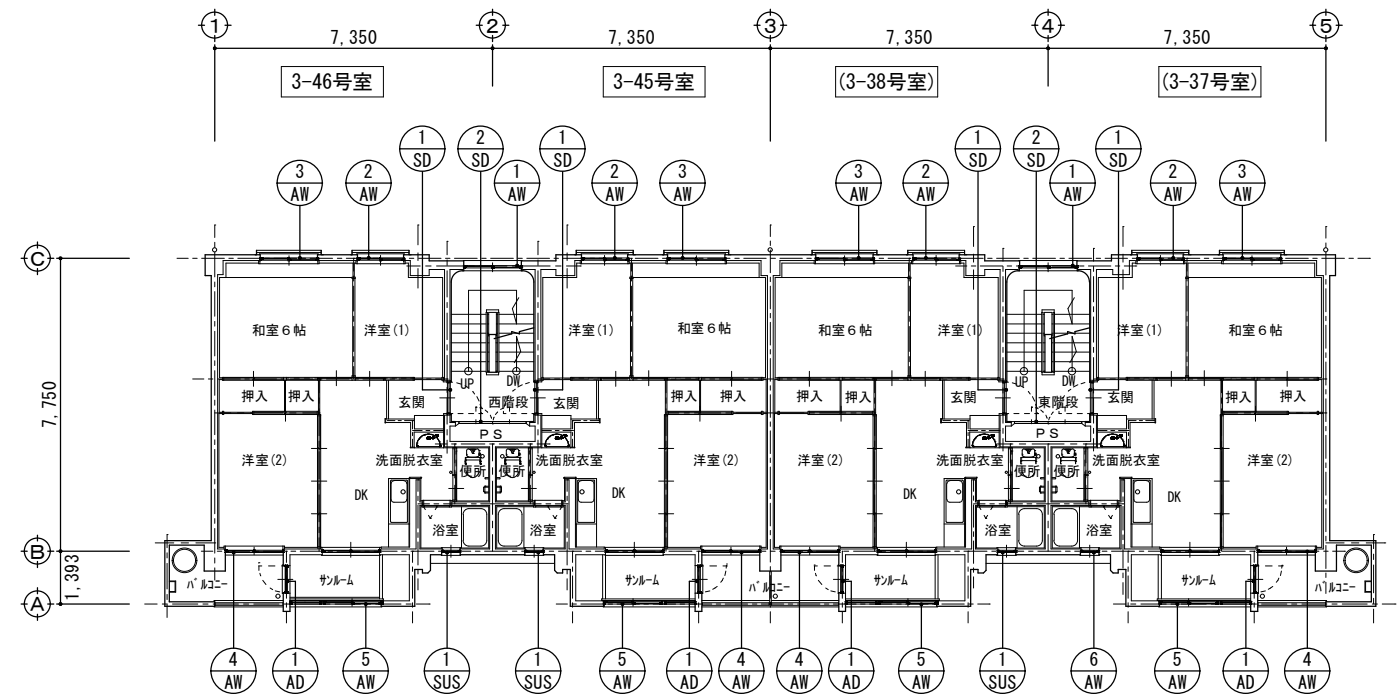 1 2 3 4 5
7,350 7,350 7,350 7,350
3-46号室 3-45号室 (3-38号室) (3-37号室)
1 SD
2 SD
1 SD
1 SD
2 SD
1 SD
3 AW
2 AW
1 AW
2 AW
3 AW
3 AW
2 AW
1 AW
2 AW
3 AW
C
和室6帖 洋室(1) 洋室(1) 和室6帖 和室6帖 洋室(1) 洋室(1) 和室6帖
UP DW UP DW
7,750
押入 押入 玄関 西階段 玄関 押入 押入 押入 押入 玄関 東階段 玄関 押入 押入
PS PS
洋室(2) 洗面脱衣室 便所 便所 洗面脱衣室 洋室(2) 洋室(2) 洗面脱衣室 便所 便所 洗面脱衣室 洋室(2)
DK DK DK DK
浴室 浴室 浴室 浴室
B
1,393
バルコニー サンルーム サンルーム バルコニー サンルーム サンルーム バルコニー
A
4 AW
1 AD
5 AW
1 SUS
1 SUS
5 AW
1 AD
4 AW
4 AW
1 AD
5 AW
1 SUS
6 AW
5 AW
1 AD
4 AW